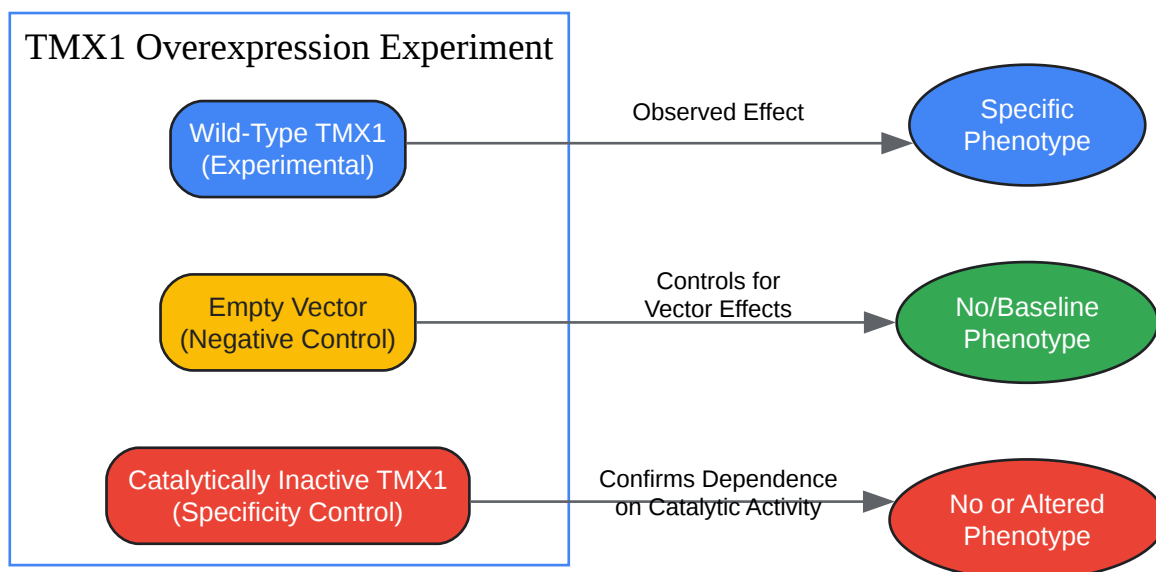 TMX1 Overexpression Experiment
Wild-Type TMX1
(Experimental)
Observed Effect
Specific
Phenotype
Empty Vector
(Negative Control)
Controls for
Vector Effects
No/Baseline
Phenotype
Catalytically Inactive TMX1
(Specificity Control)
Confirms Dependence
on Catalytic Activity
No or Altered
Phenotype